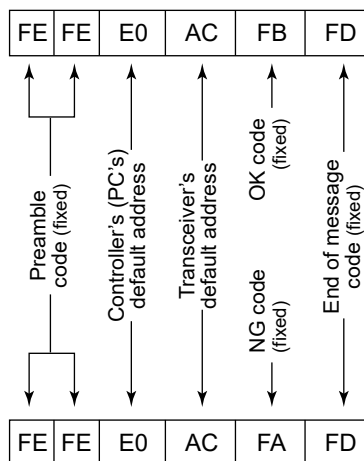 FE FE E0 AC FB FD
Preamble
code (fixed)
Controller’s (PC’s)
default address
Transceiver’s
default address
OK code
(fixed)
NG code
(fixed)
End of message
code (fixed)
FE FE E0 AC FA FD